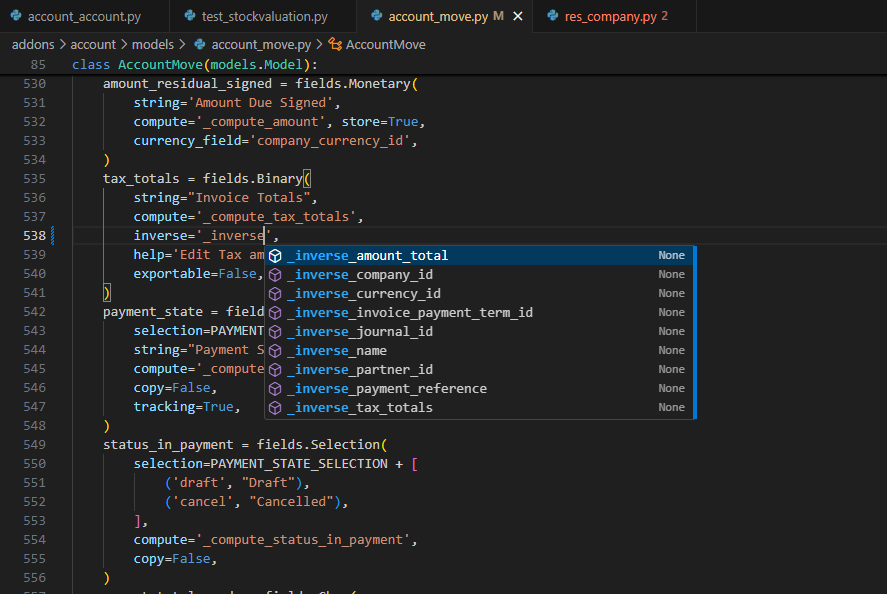 account_account.py test_stockvaluation.py account_move.py M × res_company.py 2
addons > account > models > account_move.py > AccountMove
85 class AccountMove(models.Model):
530 amount_residual_signed = fields.Monetary(
531 string='Amount Due Signed',
532 compute='_compute_amount', store=True,
533 currency_field='company_currency_id',
534 )
535 tax_totals = fields.Binary(
536 string="Invoice Totals",
537 compute='_compute_tax_totals',
538 inverse='_inverse',
539 help='Edit Tax am
_inverse_amount_total None
540 exportable=False,
_inverse_company_id None
541 )
_inverse_currency_id None
542 payment_state = field
_inverse_invoice_payment_term_id None
543 selection=PAYMENT
_inverse_journal_id None
544 string="Payment S
_inverse_name None
545 compute='_compute
_inverse_partner_id None
546 copy=False,
_inverse_payment_reference None
547 tracking=True,
_inverse_tax_totals None
548 )
549 status_in_payment = fields.Selection(
550 selection=PAYMENT_STATE_SELECTION + [
551 ('draft', "Draft"),
552 ('cancel', "Cancelled"),
553 ],
554 compute='_compute_status_in_payment',
555 copy=False,
556 )